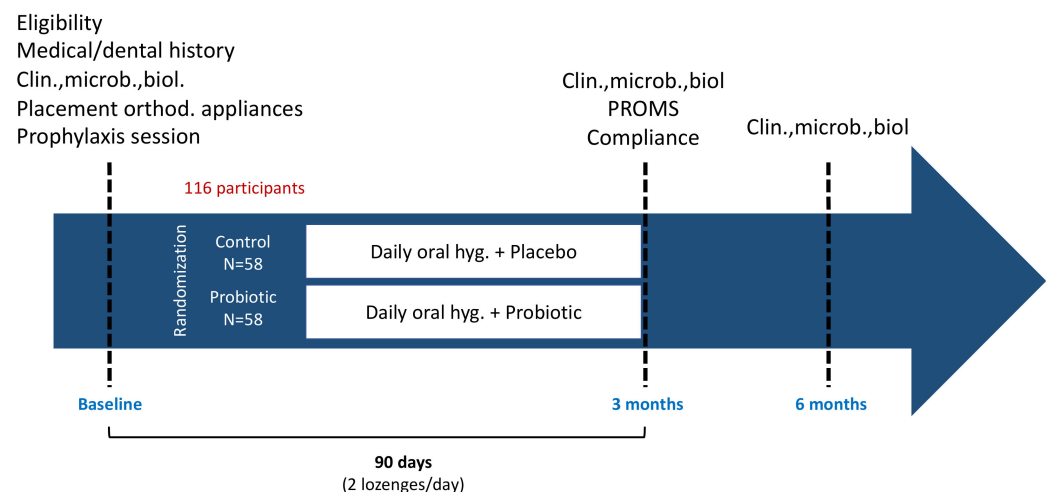 Eligibility
Medical/dental history
Clin.,microb.,biol.
Placement orthod. appliances
Prophylaxis session
Clin.,microb.,biol
PROMS
Compliance
Clin.,microb.,biol
116 participants
Randomization
Control
N=58
Daily oral hyg. + Placebo
Probiotic
N=58
Daily oral hyg. + Probiotic
Baseline
3 months
6 months
90 days
(2 lozenges/day)